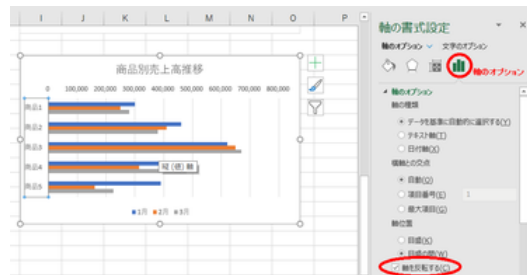 I J K L M N O P
商品別売上高推移
0 100,000 200,000 300,000 400,000 500,000 600,000 700,000 800,000
商品1
商品2
商品3
商品4
縦 (値) 軸
商品5
1月 2月 3月
軸の書式設定
軸のオプション 文字のオプション
軸のオプション
軸のオプション
軸の種類
データを基準に自動的に選択する(Y)
テキスト軸(T)
日付軸(X)
横軸との交点
自動(O)
項目番号(E) 1
最大項目(G)
軸位置
目盛(K)
目盛の間(W)
軸を反転する(C)